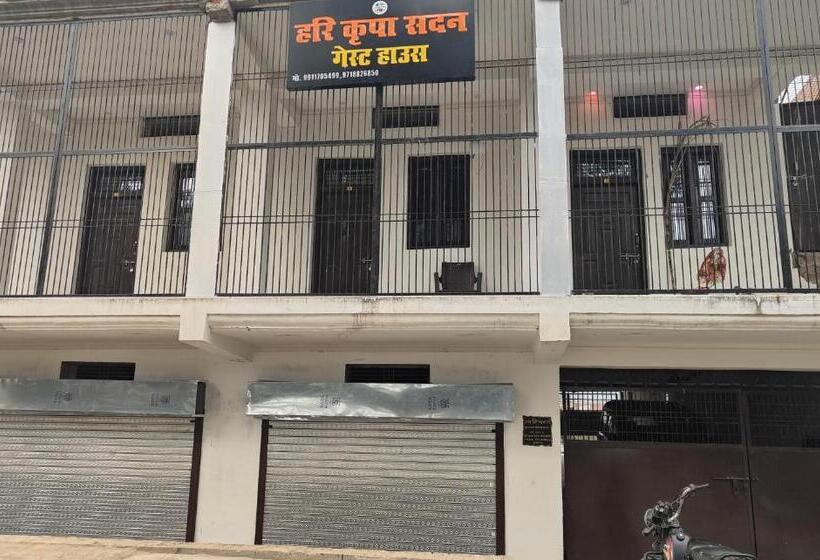 हरि कृपा सदन
गेस्ट हाउस
मो. 9911705499,9718826850